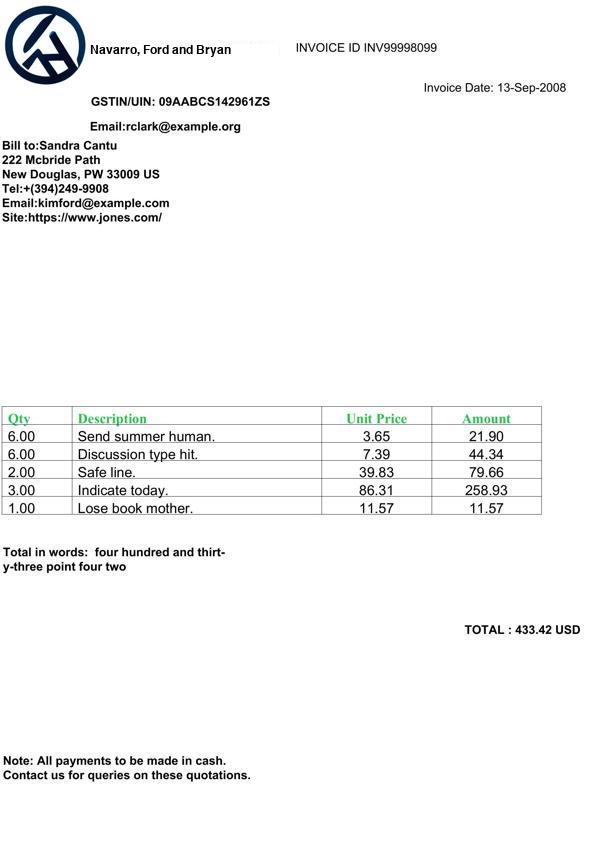 Navarro, Ford and Bryan
INVOICE ID INV99998099
Invoice Date: 13-Sep-2008
GSTIN/UIN: 09AABCS142961ZS
Email:rclark@example.org
Bill to:Sandra Cantu
222 Mcbride Path
New Douglas, PW 33009 US
Tel:+(394)249-9908
Email:kimford@example.com
Site:https://www.jones.com/
Qty Description Unit Price Amount
6.00 Send summer human. 3.65 21.90
6.00 Discussion type hit. 7.39 44.34
2.00 Safe line. 39.83 79.66
3.00 Indicate today. 86.31 258.93
1.00 Lose book mother. 11.57 11.57
Total in words:  four hundred and thirt-
y-three point four two
TOTAL : 433.42 USD
Note: All payments to be made in cash.
Contact us for queries on these quotations.